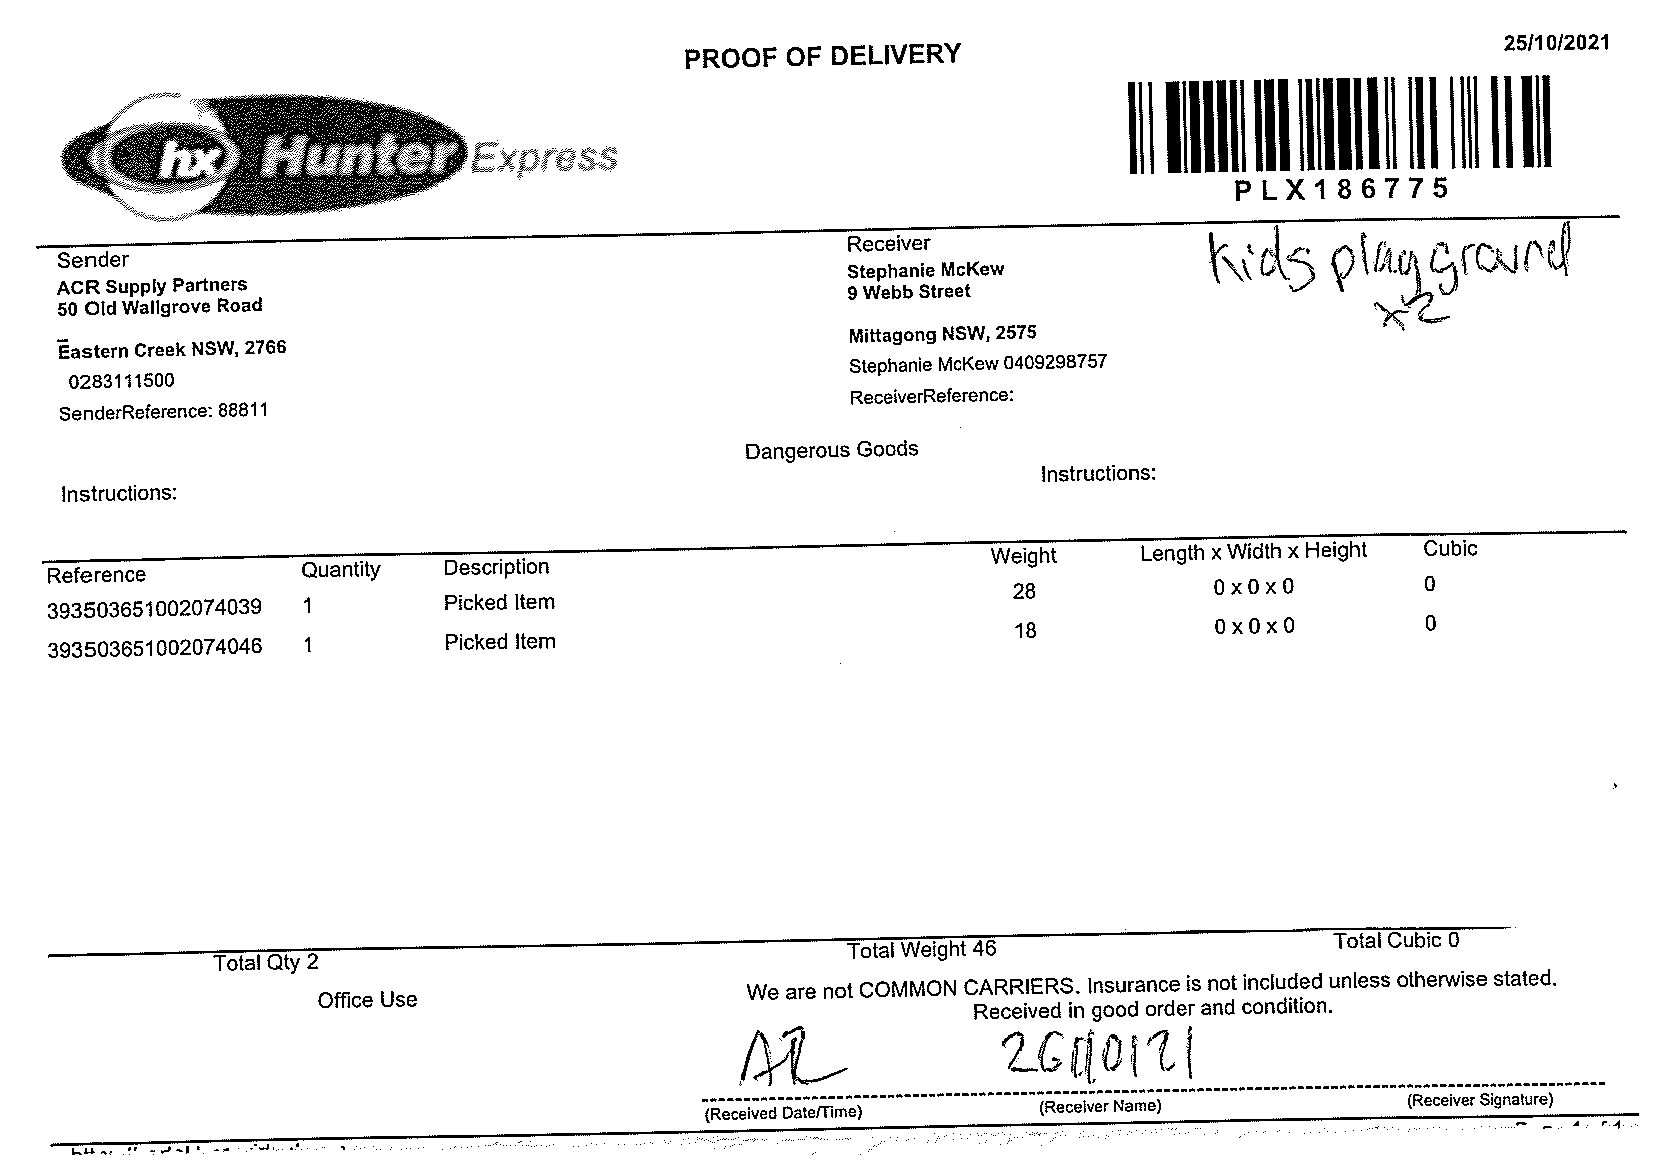 PROOF OF DELIVERY
25/10/2021
hx Hunter Express
PLX186775
Sender
ACR Supply Partners
50 Old Wallgrove Road
Eastern Creek NSW, 2766
0283111500
SenderReference: 88811
Receiver
Stephanie McKew
9 Webb Street
Mittagong NSW, 2575
Stephanie McKew 0409298757
ReceiverReference:
Kids playground
x2
Dangerous Goods
Instructions:
Instructions:
Reference Quantity Description Weight Length x Width x Height Cubic
393503651002074039 1 Picked Item 28 0 x 0 x 0 0
393503651002074046 1 Picked Item 18 0 x 0 x 0 0
Total Qty 2 Total Weight 46 Total Cubic 0
Office Use
We are not COMMON CARRIERS. Insurance is not included unless otherwise stated.
Received in good order and condition.
AR 26/10/21
(Received Date/Time) (Receiver Name) (Receiver Signature)